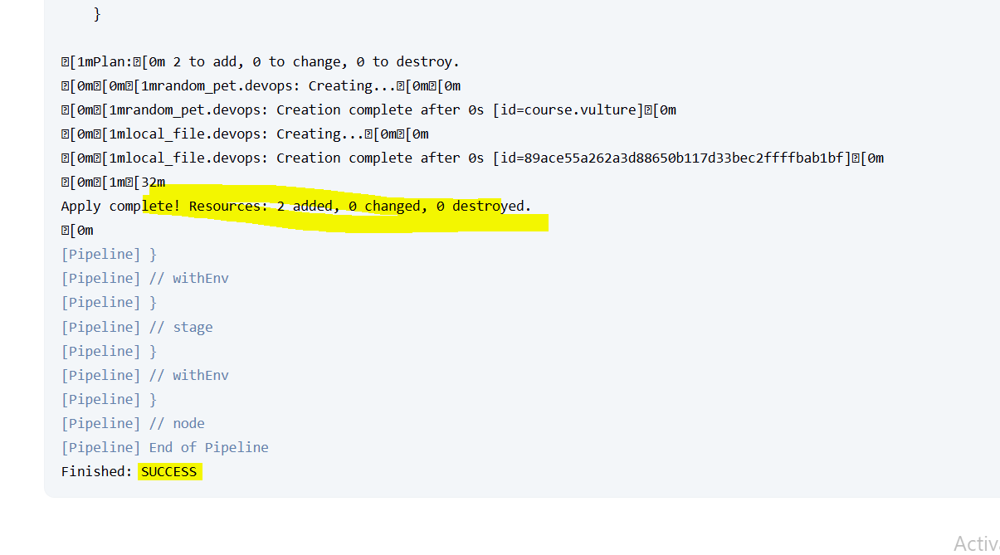 }
[1mPlan:[0m 2 to add, 0 to change, 0 to destroy.
[0m[0m[1mrandom_pet.devops: Creating...[0m[0m
[0m[1mrandom_pet.devops: Creation complete after 0s [id=course.vulture][0m
[0m[1mlocal_file.devops: Creating...[0m[0m
[0m[1mlocal_file.devops: Creation complete after 0s [id=89ace55a262a3d88650b117d33bec2ffffbab1bf][0m
[0m[1m[32m
Apply complete! Resources: 2 added, 0 changed, 0 destroyed.
[0m
[Pipeline] }
[Pipeline] // withEnv
[Pipeline] }
[Pipeline] // stage
[Pipeline] }
[Pipeline] // withEnv
[Pipeline] }
[Pipeline] // node
[Pipeline] End of Pipeline
Finished: SUCCESS